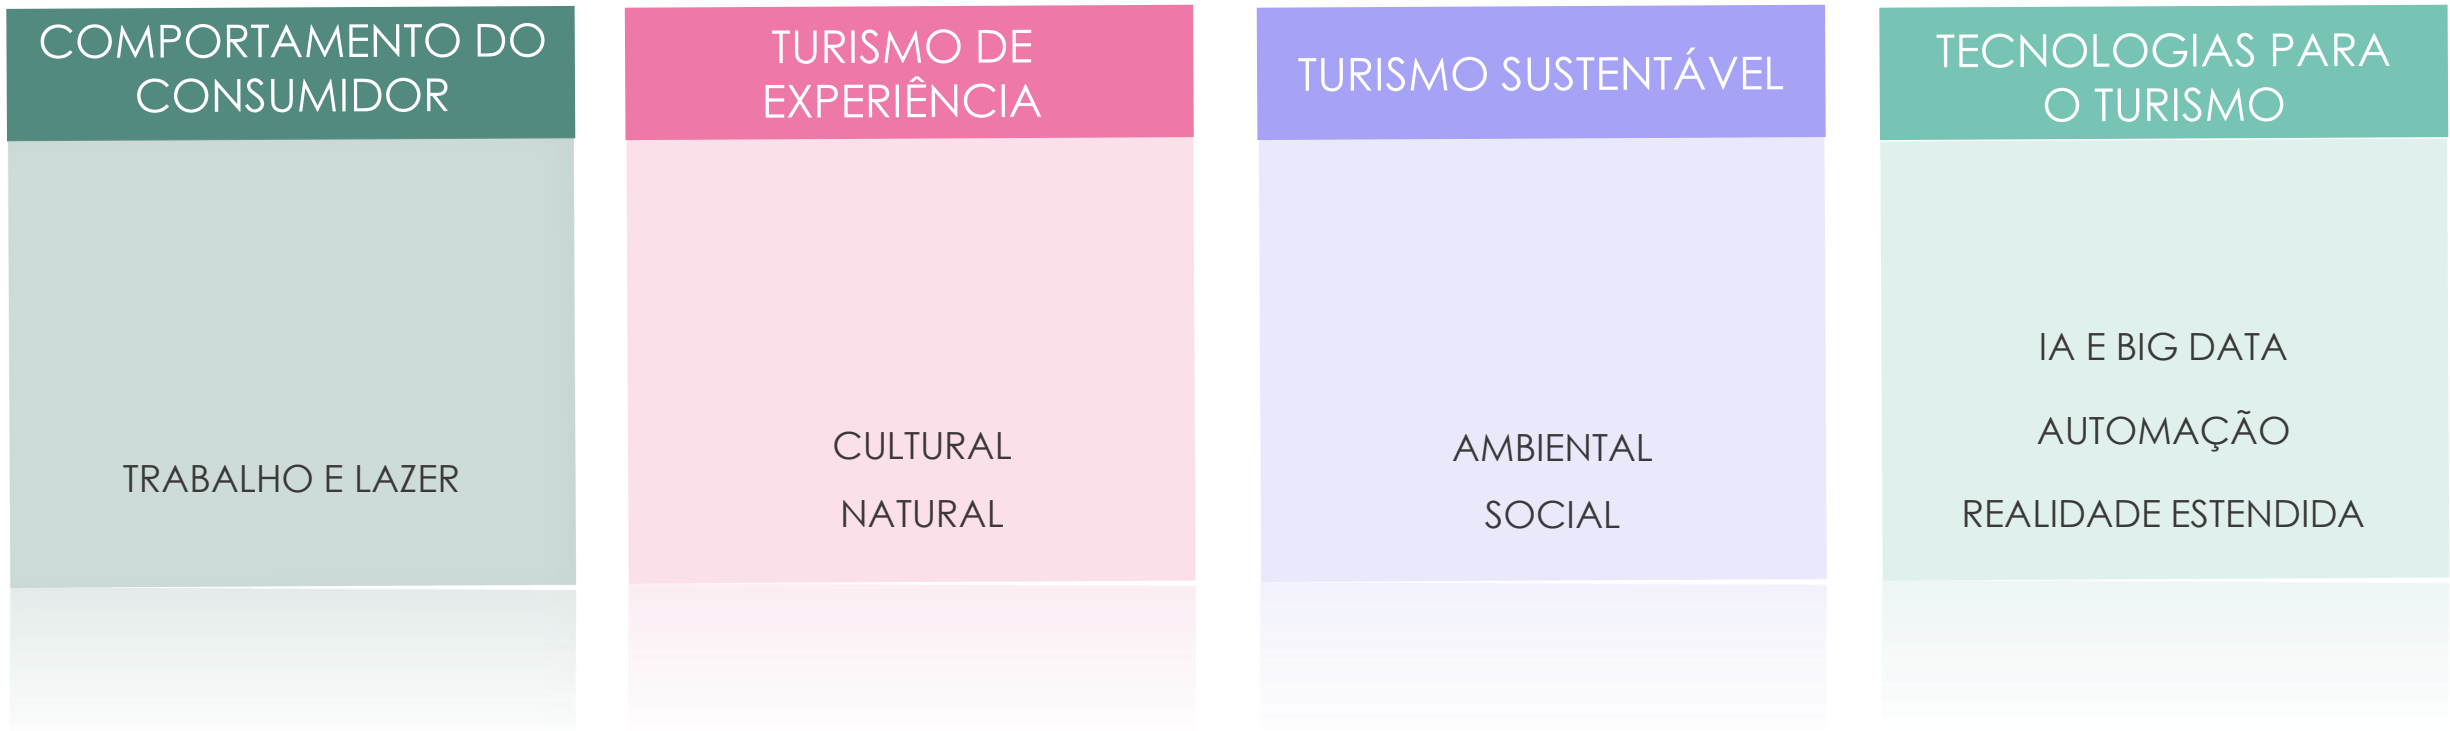 COMPORTAMENTO DO
CONSUMIDOR
TRABALHO E LAZER
TURISMO DE
EXPERIÊNCIA
CULTURAL
NATURAL
TURISMO SUSTENTÁVEL
AMBIENTAL
SOCIAL
TECNOLOGIAS PARA
O TURISMO
IA E BIG DATA
AUTOMAÇÃO
REALIDADE ESTENDIDA